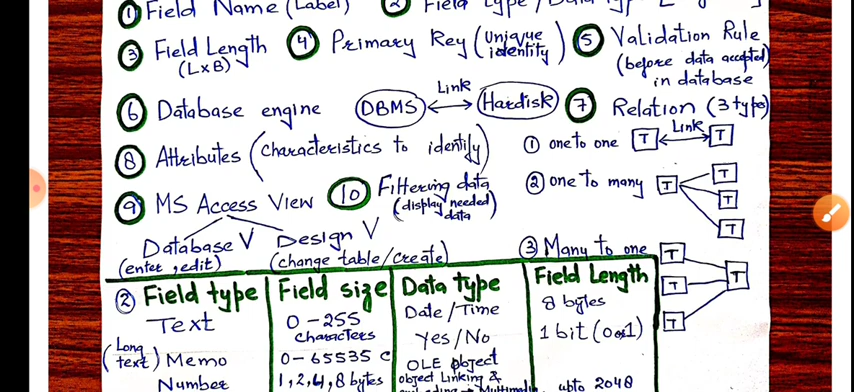 ① Field Name (Label) ② Field type / Data type
③ Field Length (L×B) ④ Primary Key (Unique identity) ⑤ Validation Rule (before data accepted in database)
⑥ Database engine DBMS Link Hardisk ⑦ Relation (3 type)
① one to one T Link T
⑧ Attributes (characteristics to identify)
② one to many T T T T
⑨ MS Access View ⑩ Filtering data (display needed data)
Database V (enter, edit) Design V (change table/create)
③ Many to one T T T T
② Field type Field size Data type Field Length
Text 0-255 characters Date/Time 8 bytes
Yes/No 1 bit (0 or 1)
(Long text) Memo 0-65535 c OLE object
Number 1,2,4,8 bytes object Linking & upto 2048